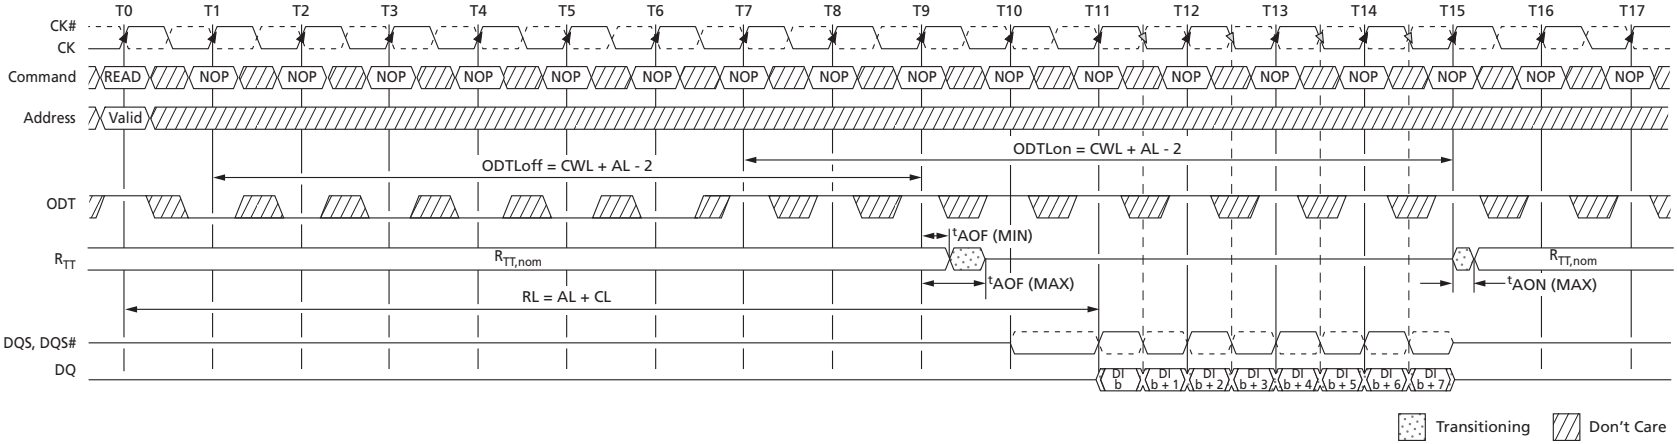 T0 T1 T2 T3 T4 T5 T6 T7 T8 T9 T10 T11 T12 T13 T14 T15 T16 T17
CK#
CK
Command READ NOP NOP NOP NOP NOP NOP NOP NOP NOP NOP NOP NOP NOP NOP NOP NOP NOP
Address Valid
ODTLon = CWL + AL - 2
ODTLoff = CWL + AL - 2
ODT
tAOF (MIN)
RTT RTT,nom RTT,nom
tAOF (MAX) tAON (MAX)
RL = AL + CL
DQS, DQS#
DQ
DI DI DI DI DI DI DI DI
b b + 1 b + 2 b + 3 b + 4 b + 5 b + 6 b + 7
Transitioning Don't Care